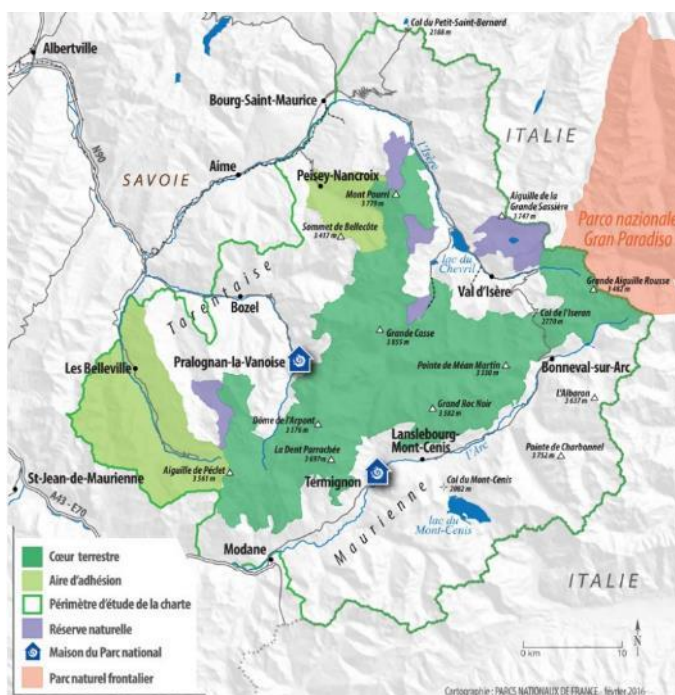 Col du Petit-Saint-Bernard
2188 m
Albertville
Bourg-Saint-Maurice
N90
l'Isère
ITALIE
Aime
SAVOIE
Peisey-Nancroix
Mont Pourri
3 779 m
Aiguille de la
Grande Sassière
3 747 m
Parco nazionale
Gran Paradiso
Sommet de Bellecôte
3 417 m
lac du
Chevril
Val d'Isère
Grande Aiguille Rousse
3 482 m
Tarentaise
Bozel
Col de l'Iseran
2770 m
Grande Casse
3 855 m
Les Belleville
Pralognan-la-Vanoise
Pointe de Méan Martin
3 330 m
Bonneval-sur-Arc
L'Albaron
3 637 m
Grand Roc Noir
3 582 m
Dôme de l'Arpont
3 576 m
Lanslebourg-
Mont-Cenis
l'Arc
La Dent Parrachée
3 697m
Pointe de Charbonnel
3 752 m
Aiguille de Péclet
3 561 m
St-Jean-de-Maurienne
Termignon
Col du Mont-Cenis
2082 m
A43 - E70
Maurienne
lac du
Mont-Cenis
Modane
ITALIE
Cœur terrestre
Aire d'adhésion
Périmètre d'étude de la charte
Réserve naturelle
Maison du Parc national
Parc naturel frontalier
N
0 km 10
Cartographie : PARCS NATIONAUX DE FRANCE - février 2016